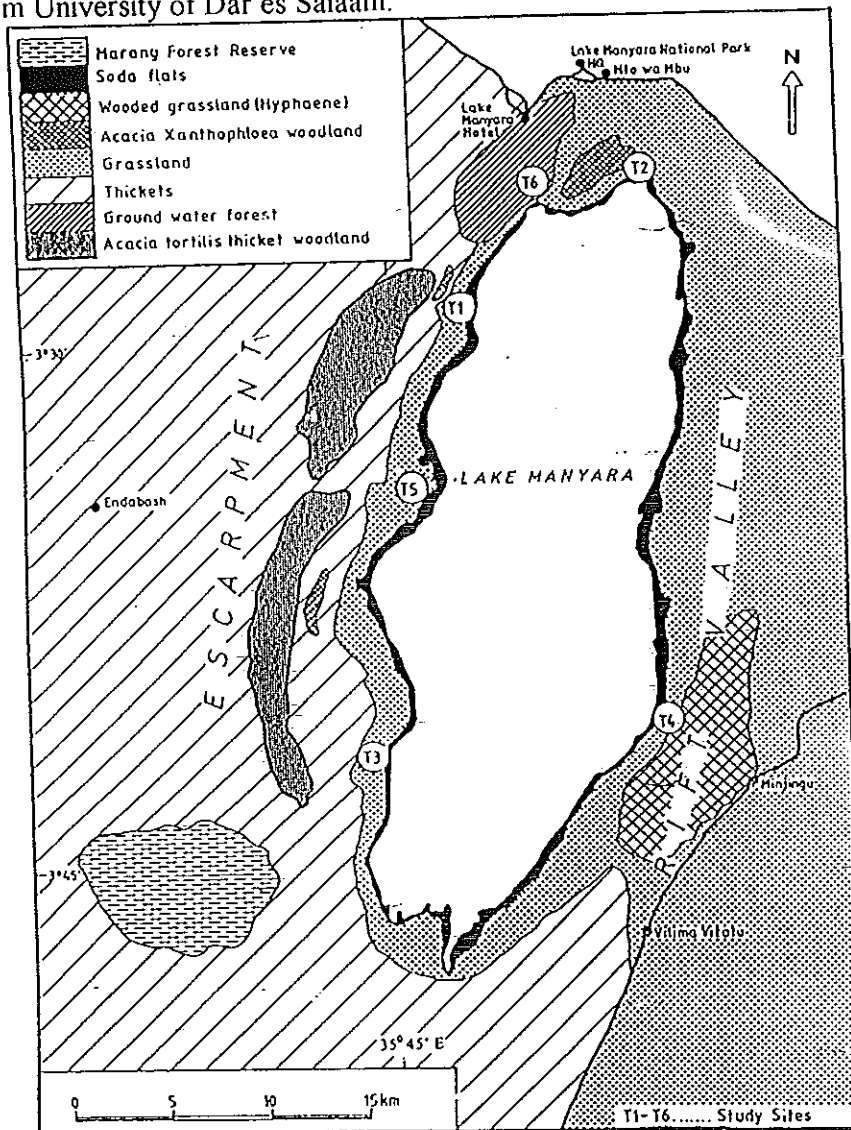 m University of Dar es Salaam.
Marang Forest Reserve
Soda flats
Wooded grassland (Hyphaene)
Acacia Xanthophloea woodland
Grassland
Thickets
Ground water forest
Acacia tortilis thicket woodland
Lake Manyara National Park
HQ
Mto wa Mbu
N
Lake
Manyara
Hotel
T6
T2
T1
3°30'
ESCARPMENT
RIFT VALLEY
LAKE MANYARA
T5
Endabash
T4
T3
Minjingu
3°45'
Vilima Vitatu
35°45' E
0 5 10 15km
T1-T6....... Study Sites